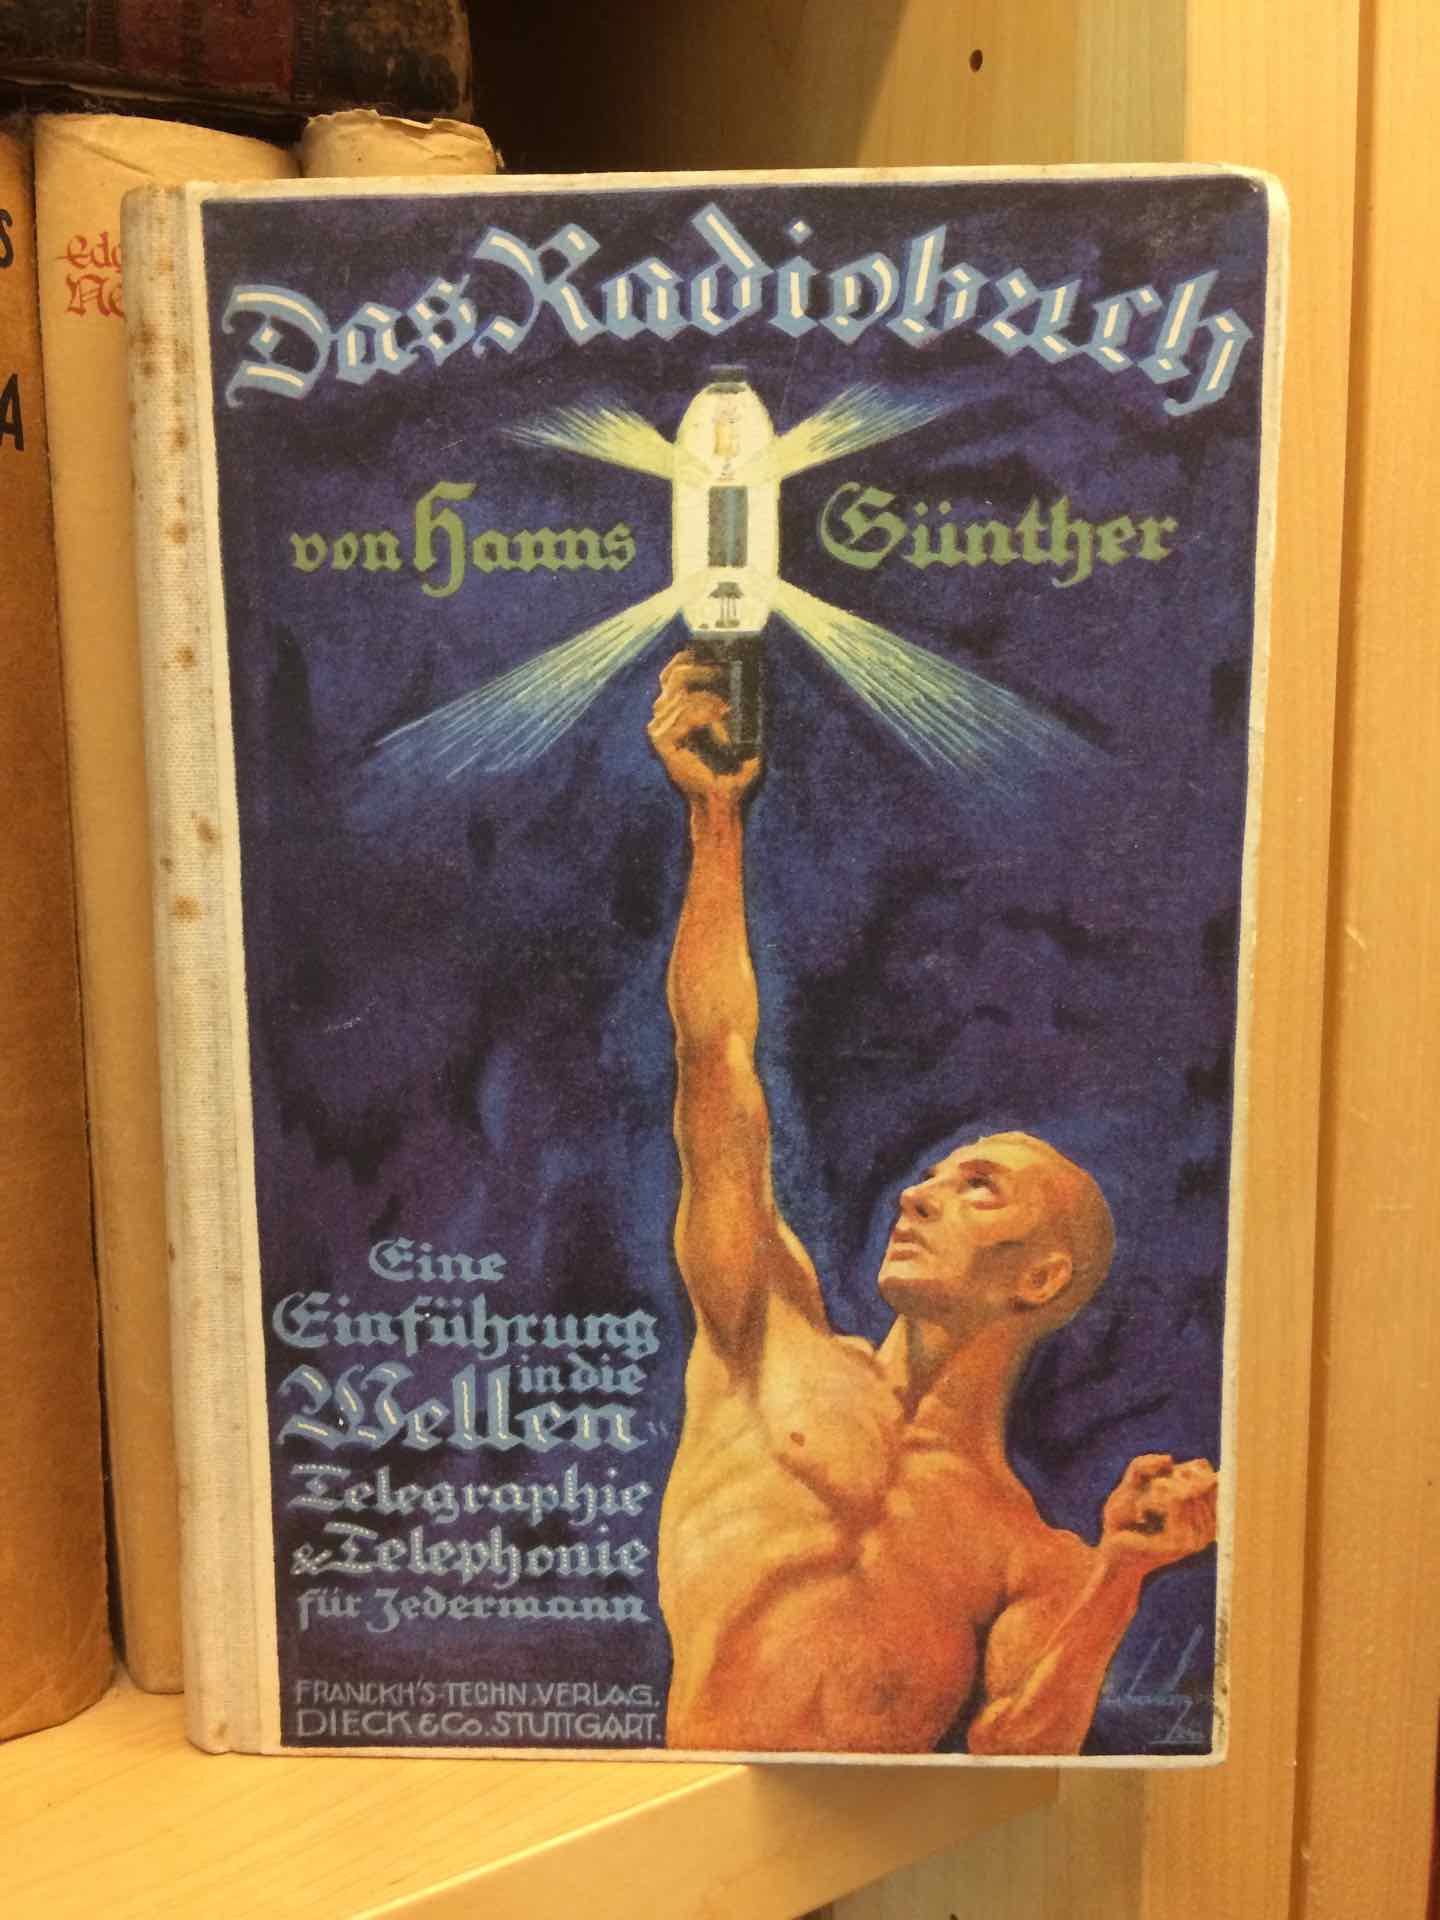 S
A
Das Radiobuch
von Hanns Günther
Eine
Einführung
in die
Wellen-
Telegraphie
& Telephonie
für Jedermann
FRANCKH'S-TECHN.VERLAG.
DIECK & Co. STUTTGART.